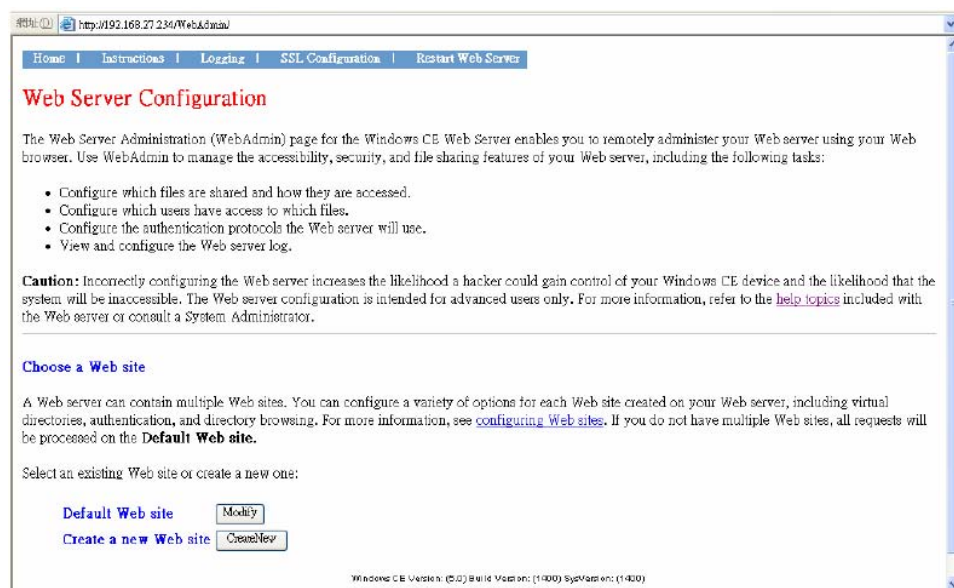 網址(D) http://192.168.27.234/WebAdmin/
Home | Instructions | Logging | SSL Configuration | Restart Web Server
Web Server Configuration
The Web Server Administration (WebAdmin) page for the Windows CE Web Server enables you to remotely administer your Web server using your Web
browser. Use WebAdmin to manage the accessibility, security, and file sharing features of your Web server, including the following tasks:
• Configure which files are shared and how they are accessed.
• Configure which users have access to which files.
• Configure the authentication protocols the Web server will use.
• View and configure the Web server log.
Caution: Incorrectly configuring the Web server increases the likelihood a hacker could gain control of your Windows CE device and the likelihood that the
system will be inaccessible. The Web server configuration is intended for advanced users only. For more information, refer to the help topics included with
the Web server or consult a System Administrator.
Choose a Web site
A Web server can contain multiple Web sites. You can configure a variety of options for each Web site created on your Web server, including virtual
directories, authentication, and directory browsing. For more information, see configuring Web sites. If you do not have multiple Web sites, all requests will
be processed on the Default Web site.
Select an existing Web site or create a new one:
Default Web site Modify
Create a new Web site CreateNew
Windows CE Version: (5.0) Build Version: (1400) SysVersion: (1400)